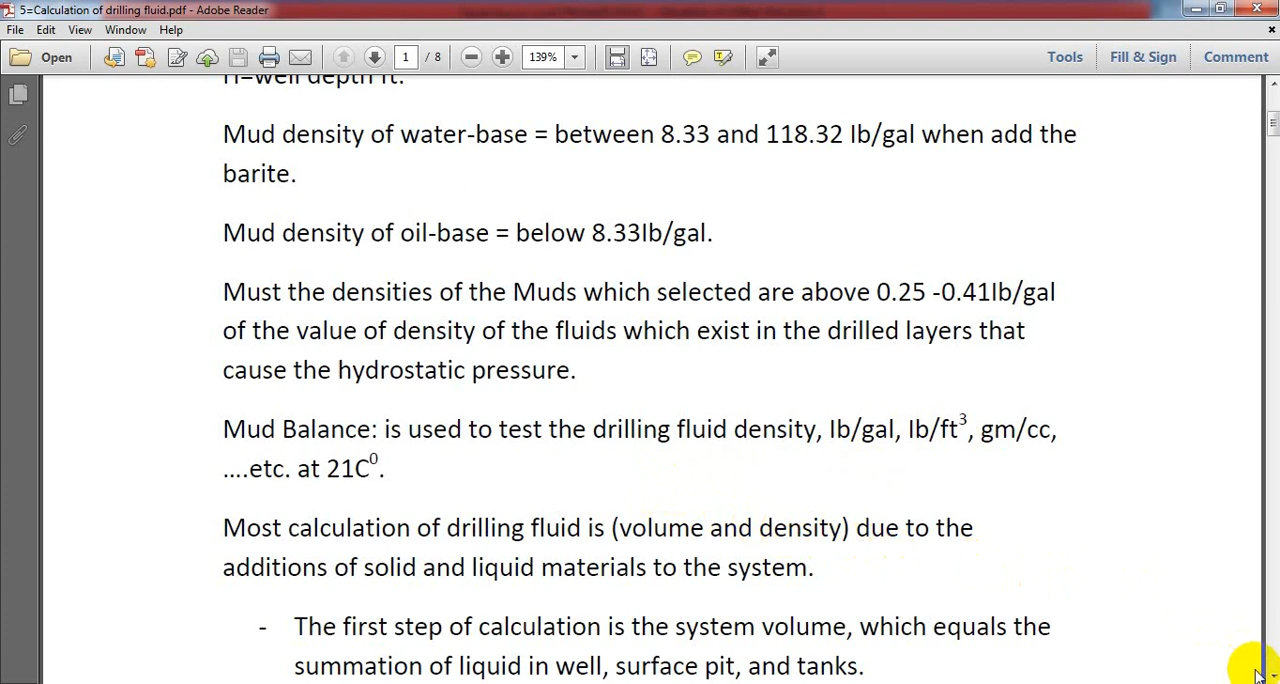 5=Calculation of drilling fluid.pdf - Adobe Reader
File Edit View Window Help
Open 1 / 8 139% Tools Fill & Sign Comment
H=well depth ft.
Mud density of water-base = between 8.33 and 118.32 Ib/gal when add the
barite.
Mud density of oil-base = below 8.33Ib/gal.
Must the densities of the Muds which selected are above 0.25 -0.41Ib/gal
of the value of density of the fluids which exist in the drilled layers that
cause the hydrostatic pressure.
Mud Balance: is used to test the drilling fluid density, Ib/gal, Ib/ft³, gm/cc,
....etc. at 21C⁰.
Most calculation of drilling fluid is (volume and density) due to the
additions of solid and liquid materials to the system.
- The first step of calculation is the system volume, which equals the
summation of liquid in well, surface pit, and tanks.